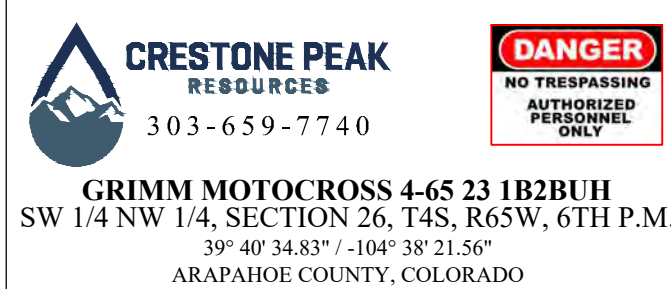 CRESTONE PEAK
RESOURCES
303-659-7740
DANGER
NO TRESPASSING
AUTHORIZED
PERSONNEL
ONLY
GRIMM MOTOCROSS 4-65 23 1B2BUH
SW 1/4 NW 1/4, SECTION 26, T4S, R65W, 6TH P.M.
39° 40' 34.83" / -104° 38' 21.56"
ARAPAHOE COUNTY, COLORADO